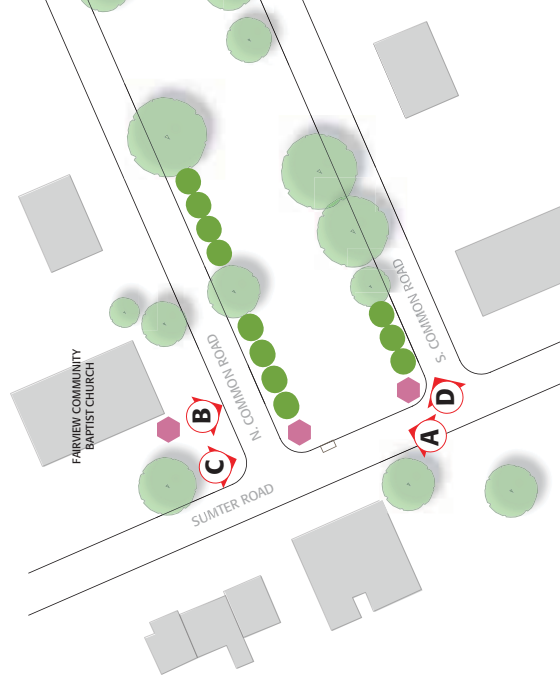 S. COMMON ROAD
N. COMMON ROAD
FAIRVIEW COMMUNITY
BAPTIST CHURCH
B
D
A
C
SUMTER ROAD